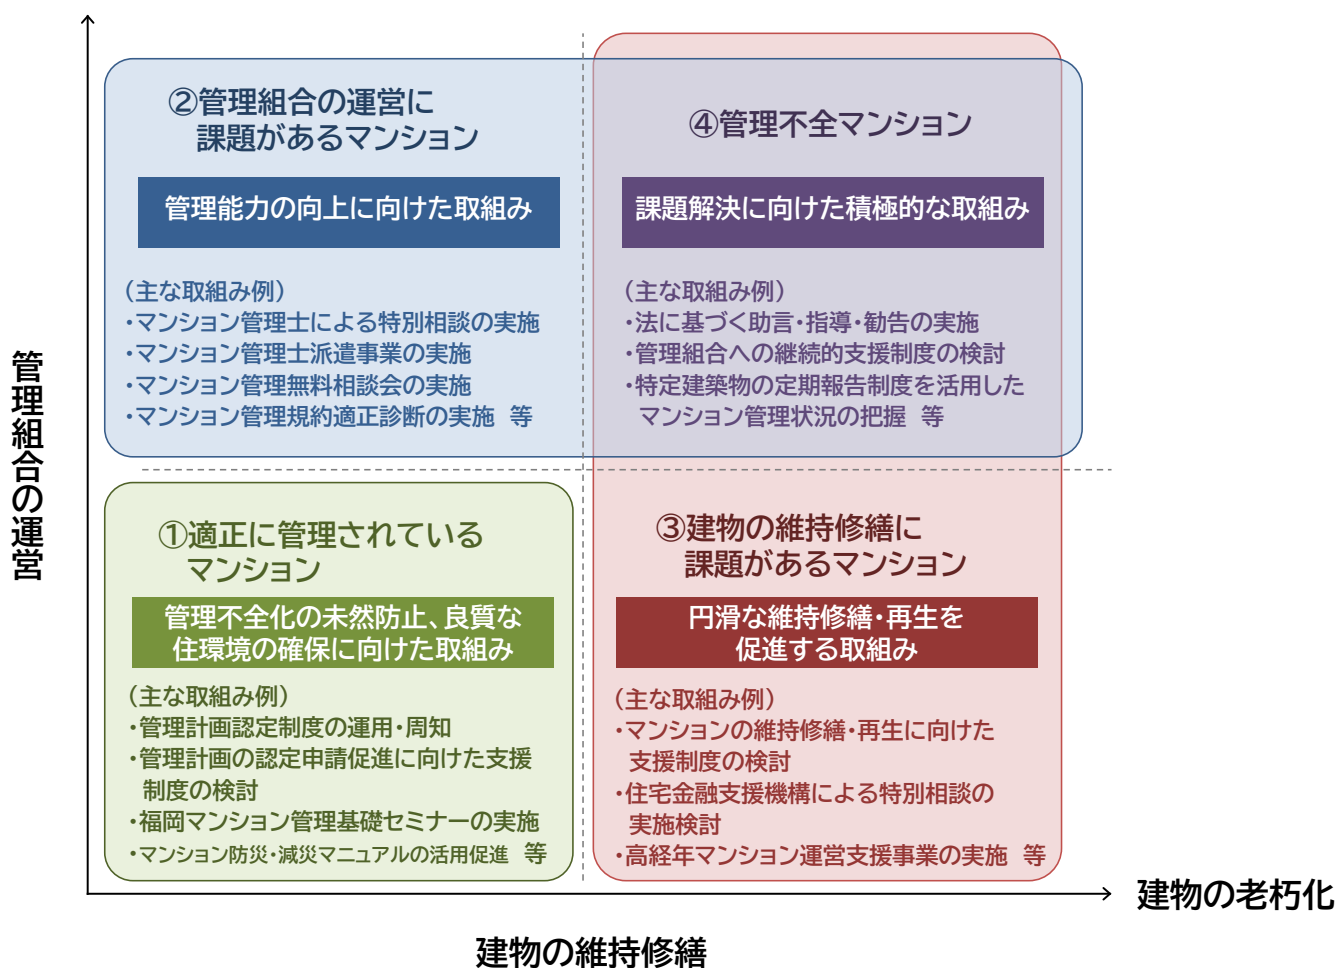 管理組合の運営
②管理組合の運営に
課題があるマンション
管理能力の向上に向けた取組み
(主な取組み例)
・マンション管理士による特別相談の実施
・マンション管理士派遣事業の実施
・マンション管理無料相談会の実施
・マンション管理規約適正診断の実施 等
④管理不全マンション
課題解決に向けた積極的な取組み
(主な取組み例)
・法に基づく助言・指導・勧告の実施
・管理組合への継続的支援制度の検討
・特定建築物の定期報告制度を活用した
マンション管理状況の把握 等
①適正に管理されている
マンション
管理不全化の未然防止、良質な
住環境の確保に向けた取組み
(主な取組み例)
・管理計画認定制度の運用・周知
・管理計画の認定申請促進に向けた支援
制度の検討
・福岡マンション管理基礎セミナーの実施
・マンション防災・減災マニュアルの活用促進 等
③建物の維持修繕に
課題があるマンション
円滑な維持修繕・再生を
促進する取組み
(主な取組み例)
・マンションの維持修繕・再生に向けた
支援制度の検討
・住宅金融支援機構による特別相談の
実施検討
・高経年マンション運営支援事業の実施 等
建物の老朽化
建物の維持修繕